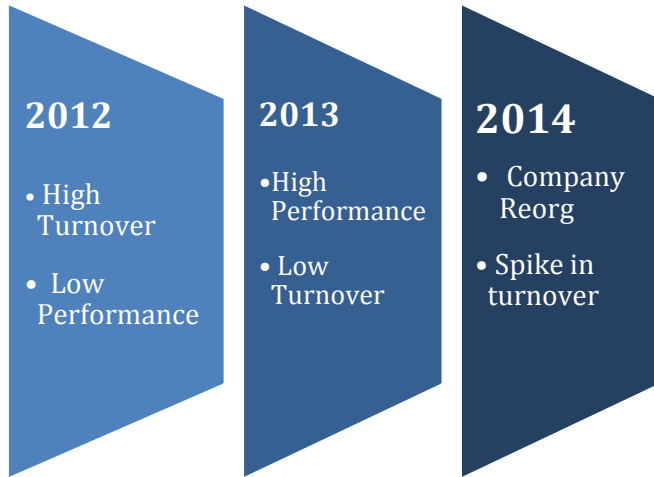 2012
• High
Turnover
• Low
Performance
2013
•High
Performance
• Low
Turnover
2014
• Company
Reorg
• Spike in
turnover